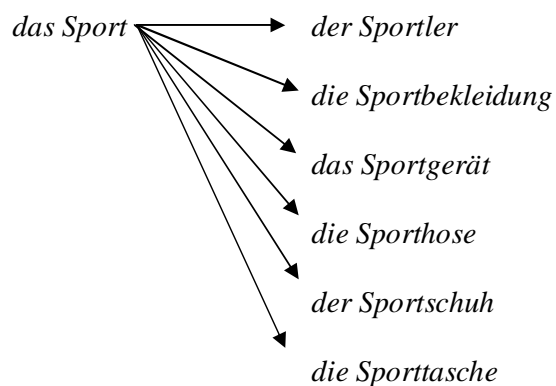 das Sport
der Sportler
die Sportbekleidung
das Sportgerät
die Sporthose
der Sportschuh
die Sporttasche